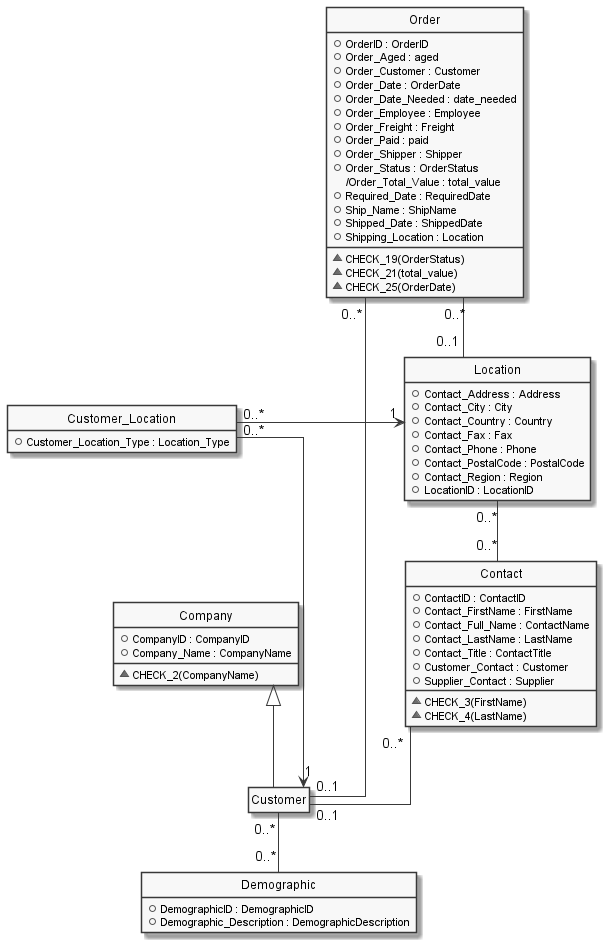 Order
OrderID : OrderID
Order_Aged : aged
Order_Customer : Customer
Order_Date : OrderDate
Order_Date_Needed : date_needed
Order_Employee : Employee
Order_Freight : Freight
Order_Paid : paid
Order_Shipper : Shipper
Order_Status : OrderStatus
/Order_Total_Value : total_value
Required_Date : RequiredDate
Ship_Name : ShipName
Shipped_Date : ShippedDate
Shipping_Location : Location
CHECK_19(OrderStatus)
CHECK_21(total_value)
CHECK_25(OrderDate)
0..*
0..*
0..1
Location
Contact_Address : Address
Contact_City : City
Contact_Country : Country
Contact_Fax : Fax
Contact_Phone : Phone
Contact_PostalCode : PostalCode
Contact_Region : Region
LocationID : LocationID
Customer_Location
Customer_Location_Type : Location_Type
0..*
1
0..*
0..*
0..*
Contact
ContactID : ContactID
Contact_FirstName : FirstName
Contact_Full_Name : ContactName
Contact_LastName : LastName
Contact_Title : ContactTitle
Customer_Contact : Customer
Supplier_Contact : Supplier
CHECK_3(FirstName)
CHECK_4(LastName)
Company
CompanyID : CompanyID
Company_Name : CompanyName
CHECK_2(CompanyName)
0..*
1
0..1
Customer
0..1
0..*
0..*
Demographic
DemographicID : DemographicID
Demographic_Description : DemographicDescription